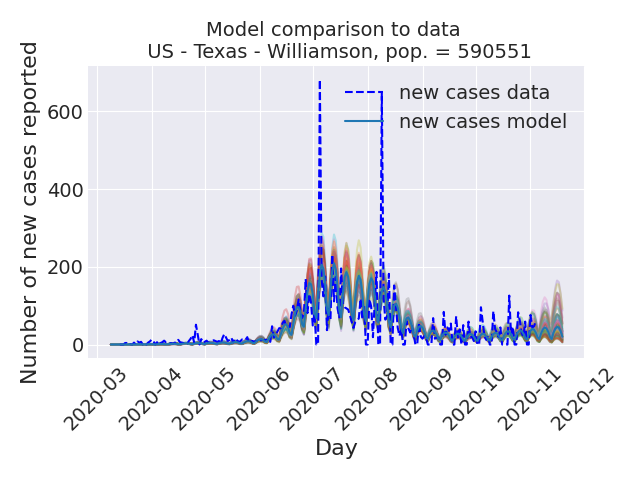 Model comparison to data
US - Texas - Williamson, pop. = 590551
Number of new cases reported
600
400
200
0
new cases data
new cases model
2020-03
2020-04
2020-05
2020-06
2020-07
2020-08
2020-09
2020-10
2020-11
2020-12
Day